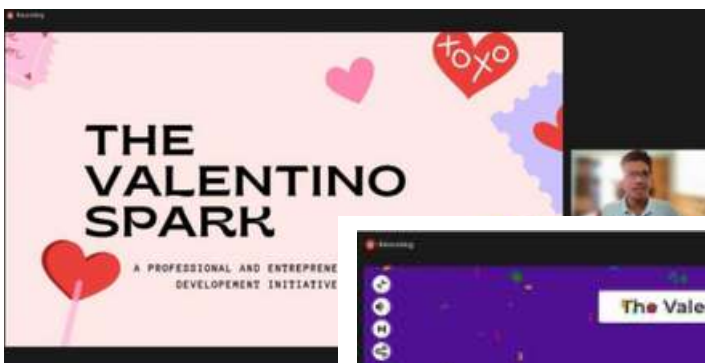 Recording
XOXO
THE
VALENTINO
SPARK
A PROFESSIONAL AND ENTREPRENE
DEVELOPEMENT INITIATIVE
Recording
The Vale